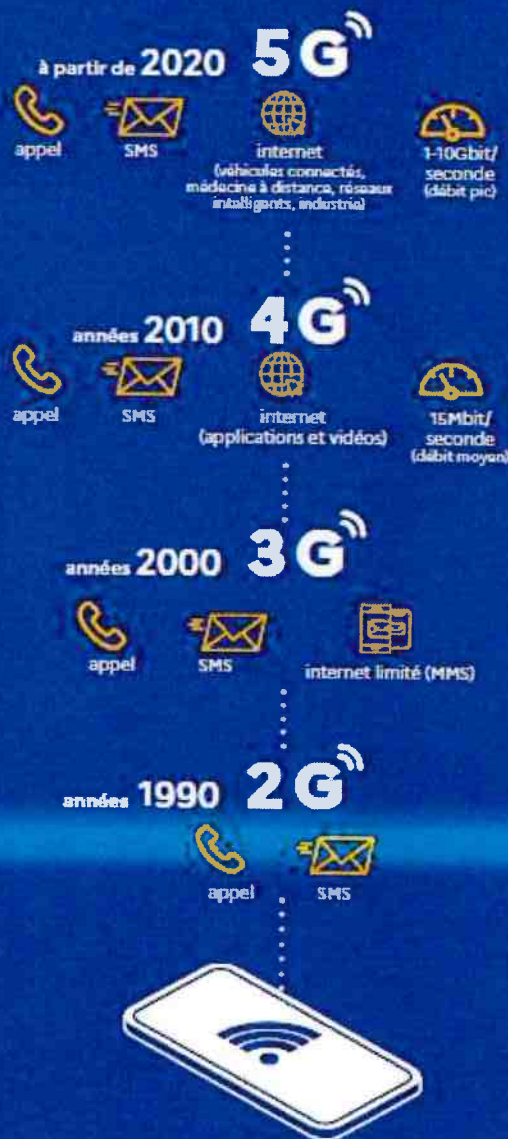 à partir de 2020 5G
appel
SMS
internet
(véhicules connectés,
médecine à distance, réseaux
intelligents, industrie)
1-10Gbit/
seconde
(débit pic)
années 2010 4G
appel
SMS
internet
(applications et vidéos)
15Mbit/
seconde
(débit moyen)
années 2000 3G
appel
SMS
internet limité (MMS)
années 1990 2G
appel
SMS